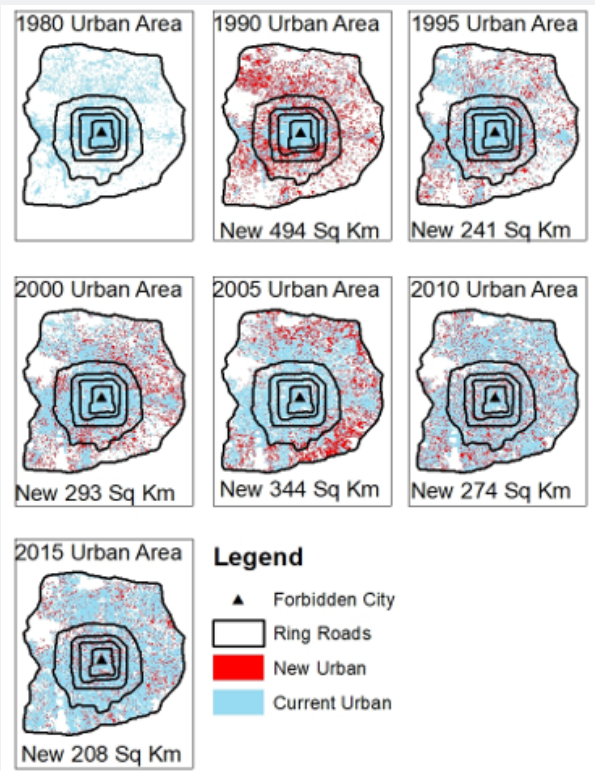 1980 Urban Area
1990 Urban Area
New 494 Sq Km
1995 Urban Area
New 241 Sq Km
2000 Urban Area
New 293 Sq Km
2005 Urban Area
New 344 Sq Km
2010 Urban Area
New 274 Sq Km
2015 Urban Area
New 208 Sq Km
Legend
Forbidden City
Ring Roads
New Urban
Current Urban